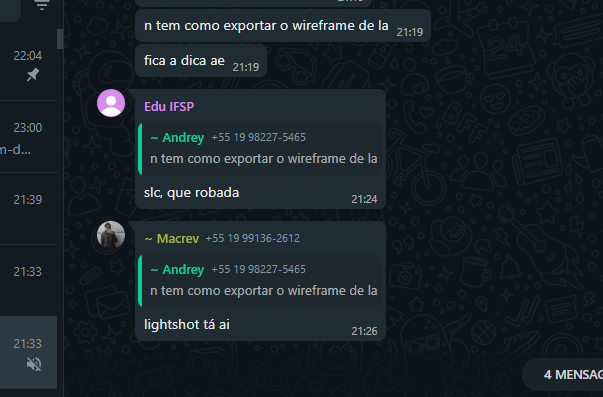 22:04
23:00
m-d...
21:39
21:33
21:33
n tem como exportar o wireframe de la 21:19
fica a dica ae 21:19
Edu IFSP
~ Andrey +55 19 98227-5465
n tem como exportar o wireframe de la
slc, que robada
21:24
~ Macrev +55 19 99136-2612
~ Andrey +55 19 98227-5465
n tem como exportar o wireframe de la
lightshot tá ai
21:26
4 MENSAG